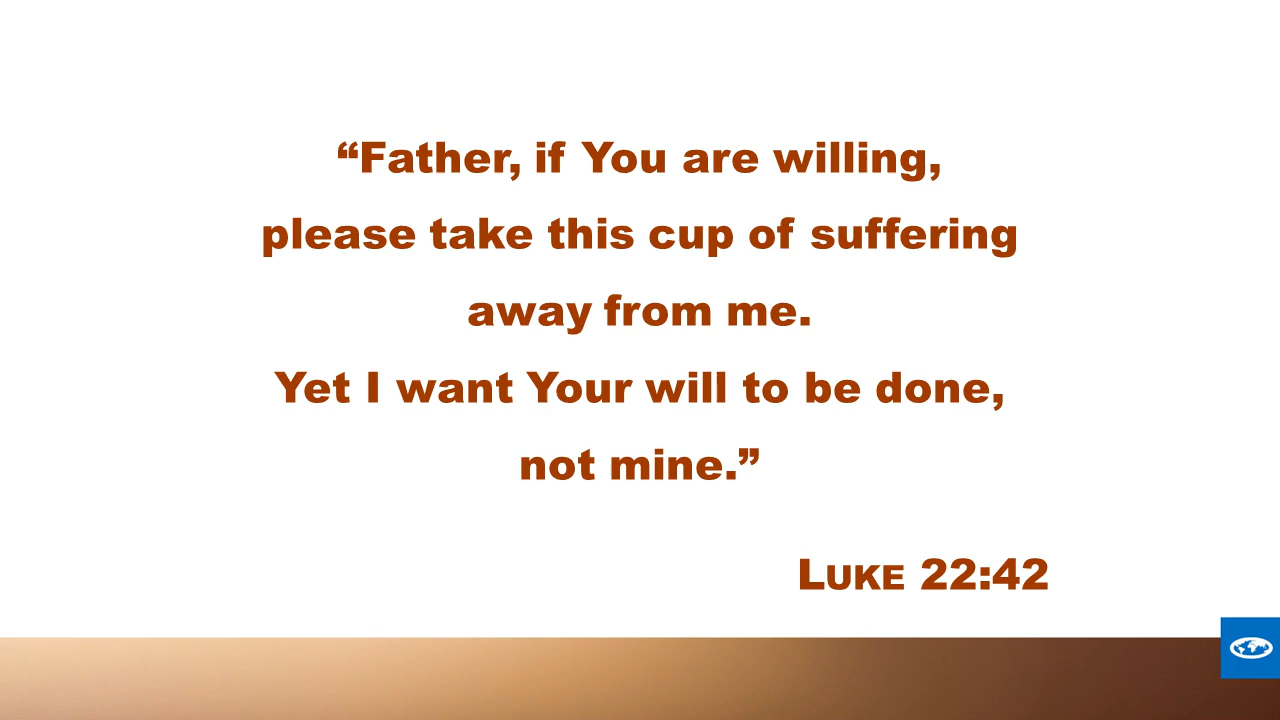 “Father, if You are willing,
please take this cup of suffering
away from me.
Yet I want Your will to be done,
not mine.”
LUKE 22:42